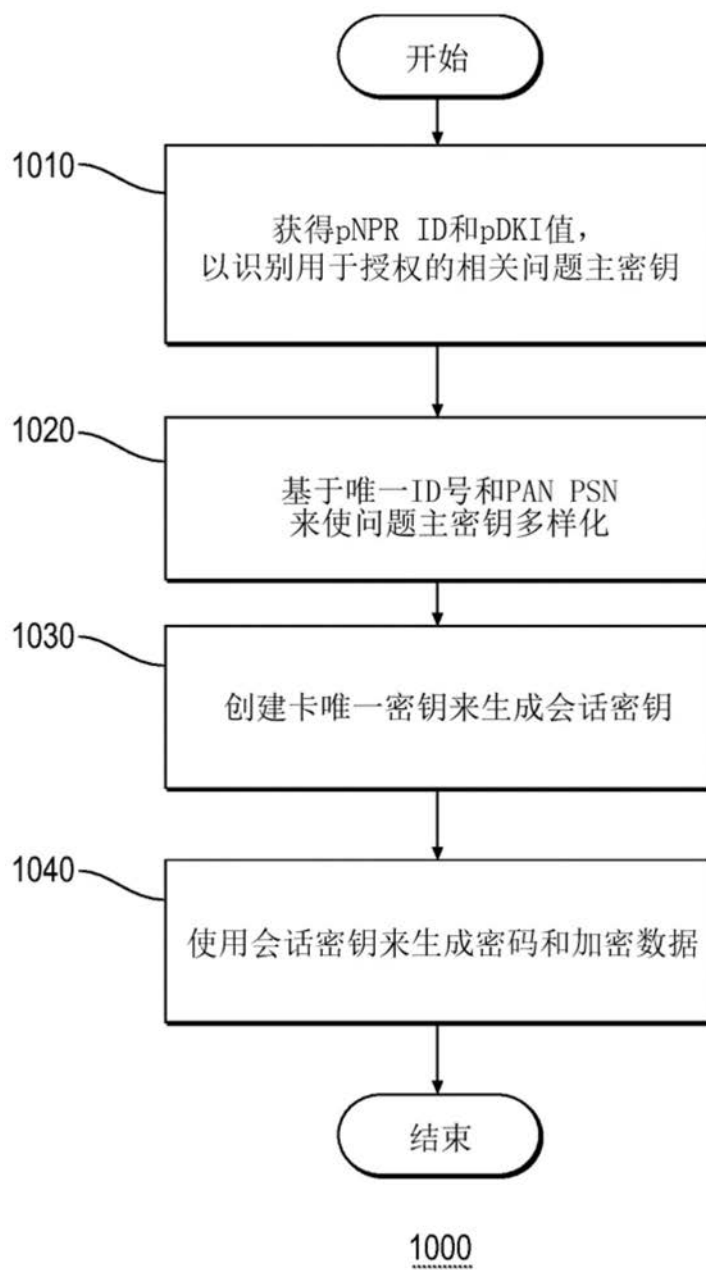 开始
1010
获得pNPR ID和pDKI值，
以识别用于授权的相关问题主密钥
1020
基于唯一ID号和PAN PSN
来使问题主密钥多样化
1030
创建卡唯一密钥来生成会话密钥
1040
使用会话密钥来生成密码和加密数据
结束
1000